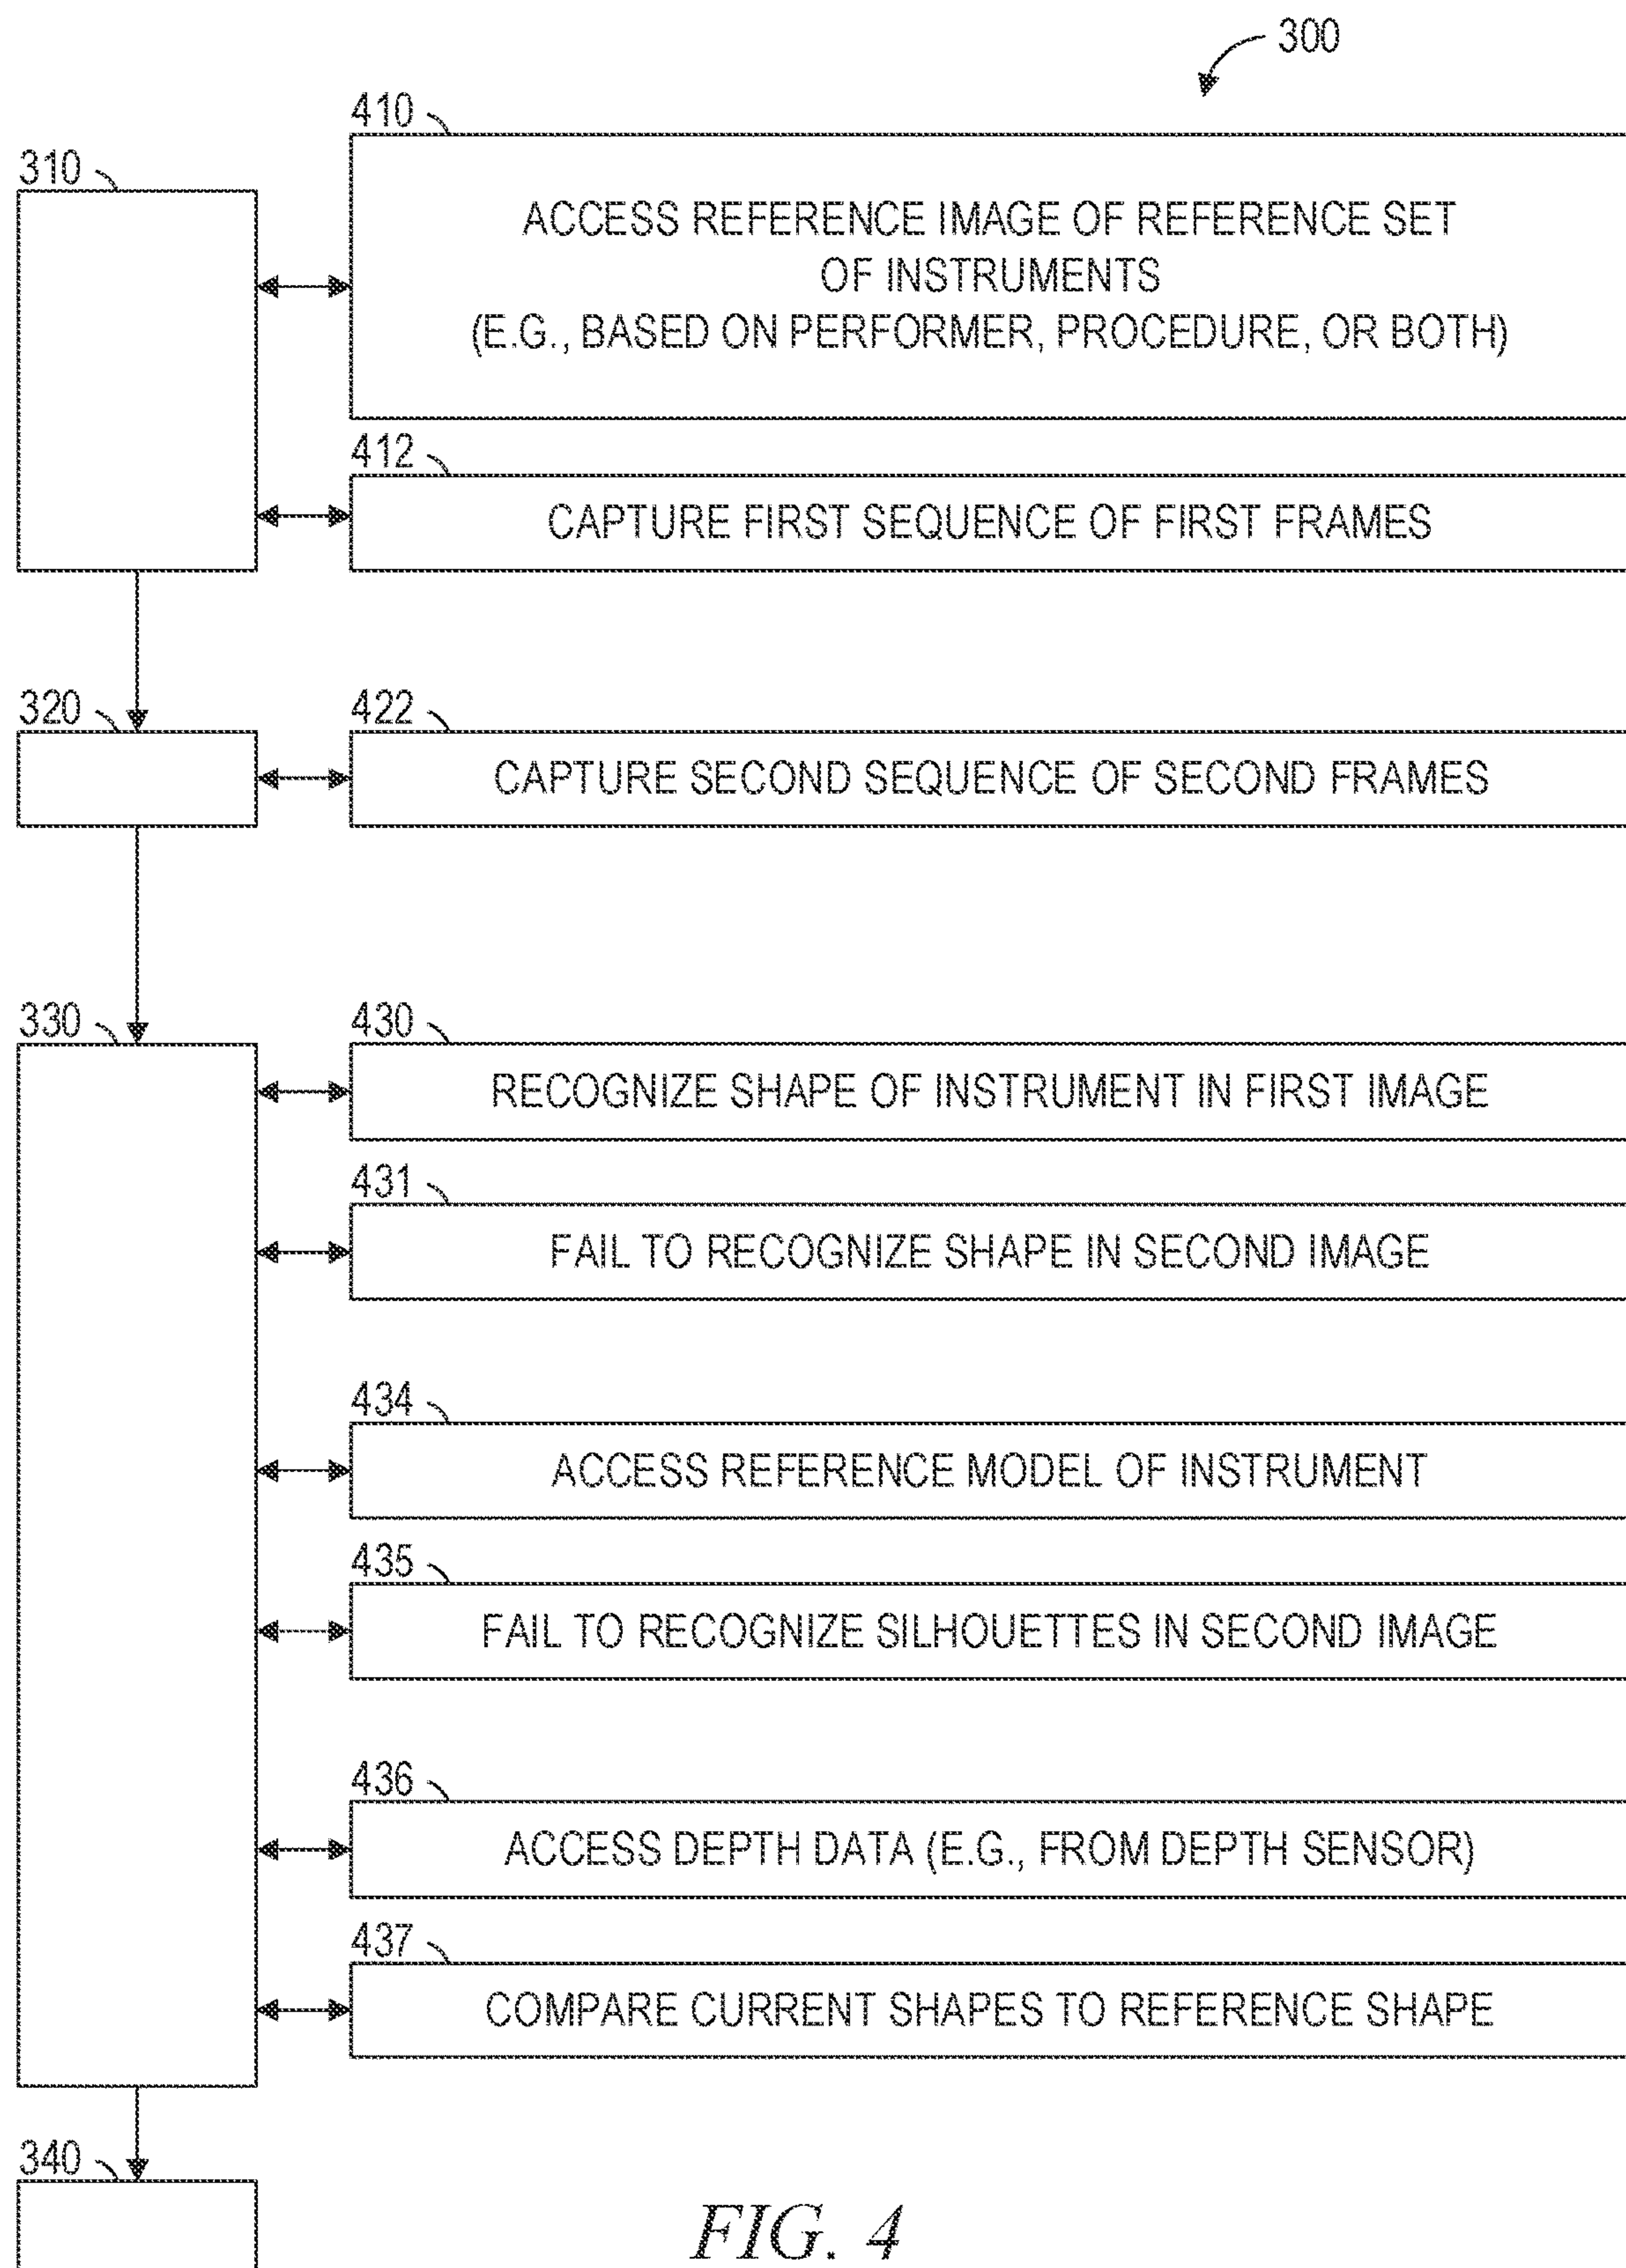 300
410
310
ACCESS REFERENCE IMAGE OF REFERENCE SET
OF INSTRUMENTS
(E.G., BASED ON PERFORMER, PROCEDURE, OR BOTH)
412
CAPTURE FIRST SEQUENCE OF FIRST FRAMES
320
422
CAPTURE SECOND SEQUENCE OF SECOND FRAMES
330
430
RECOGNIZE SHAPE OF INSTRUMENT IN FIRST IMAGE
431
FAIL TO RECOGNIZE SHAPE IN SECOND IMAGE
434
ACCESS REFERENCE MODEL OF INSTRUMENT
435
FAIL TO RECOGNIZE SILHOUETTES IN SECOND IMAGE
436
ACCESS DEPTH DATA (E.G., FROM DEPTH SENSOR)
437
COMPARE CURRENT SHAPES TO REFERENCE SHAPE
340
FIG. 4